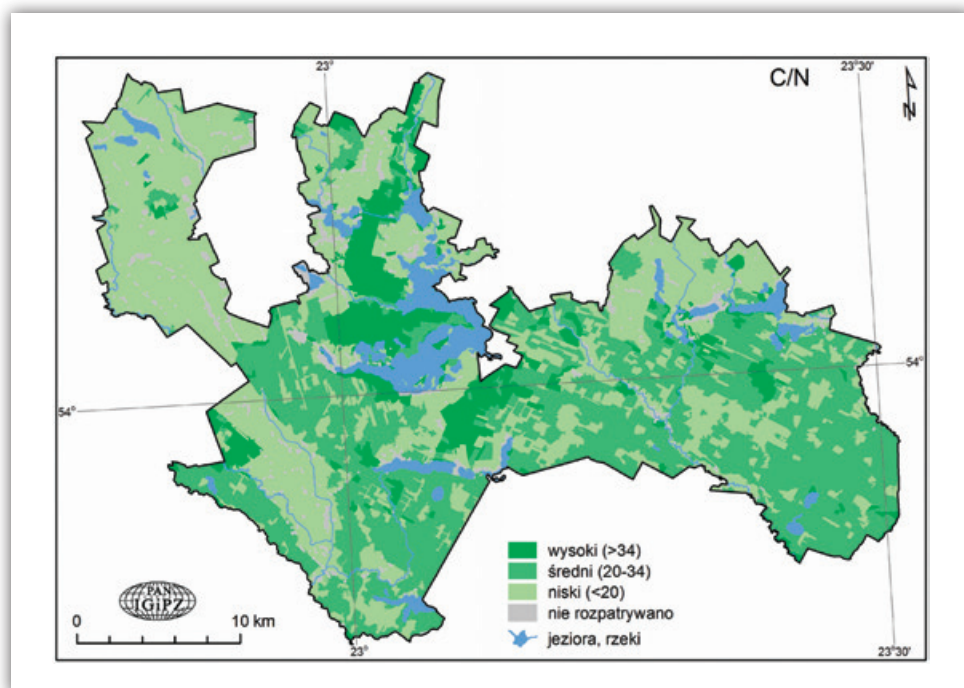 23°
23°30'
C/N
N
54°
54°
wysoki (>34)
średni (20-34)
niski (<20)
nie rozpatrywano
jeziora, rzeki
PAN
IGiPZ
0 10 km
23°
23°30'